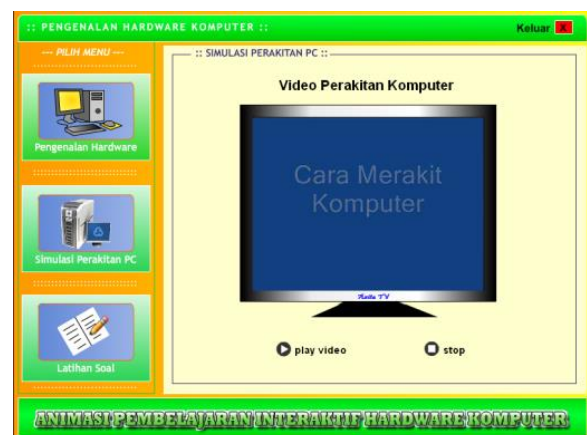 :: PENGENALAN HARDWARE KOMPUTER ::
Keluar X
--- PILIH MENU ---
Pengenalan Hardware
Simulasi Perakitan PC
Latihan Soal
:: SIMULASI PERAKITAN PC ::
Video Perakitan Komputer
Cara Merakit
Komputer
TV
play video
stop
ANIMASI PEMBELAJARAN INTERAKTIF HARDWARE KOMPUTER